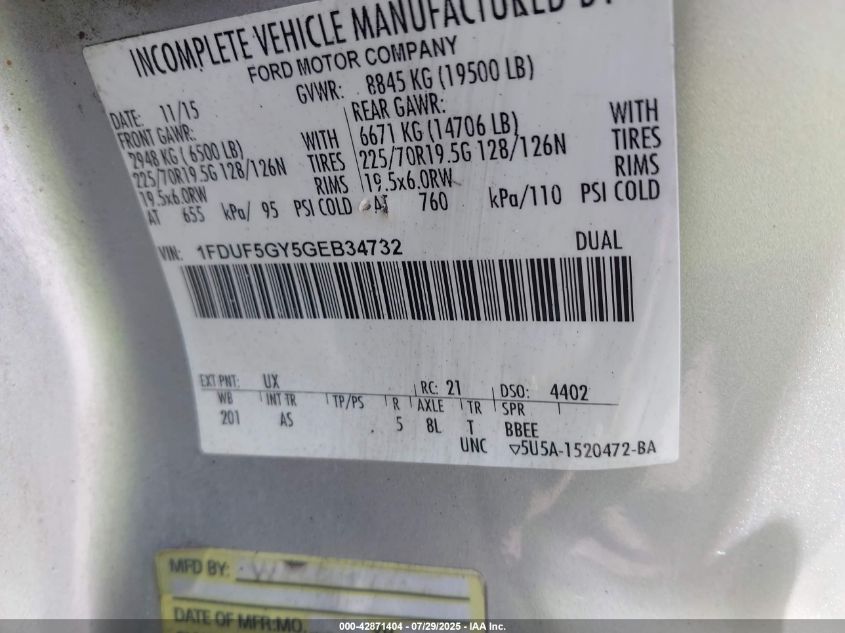 INCOMPLETE VEHICLE MANUFACTURED BY
FORD MOTOR COMPANY
DATE: 11/15 GVWR: 8845 KG (19500 LB)
FRONT GAWR: REAR GAWR:
2948 KG (6500 LB) WITH 6671 KG (14706 LB) WITH
225/70R19.5G 128/126N TIRES 225/70R19.5G 128/126N TIRES
19.5x6.0RW RIMS 19.5x6.0RW RIMS
AT 655 kPa/ 95 PSI COLD AT 760 kPa/110 PSI COLD
VIN: 1FDUF5GY5GEB34732 DUAL
EXT PNT: UX RC: 21 DSO: 4402
WB INT TR TP/PS R AXLE TR SPR
201 AS 5 8L T BBEE
UNC ▽5U5A-1520472-BA
MFD BY:
DATE OF MFR:MO.
000-42871404 | 07/29/2025 - IAA Inc.